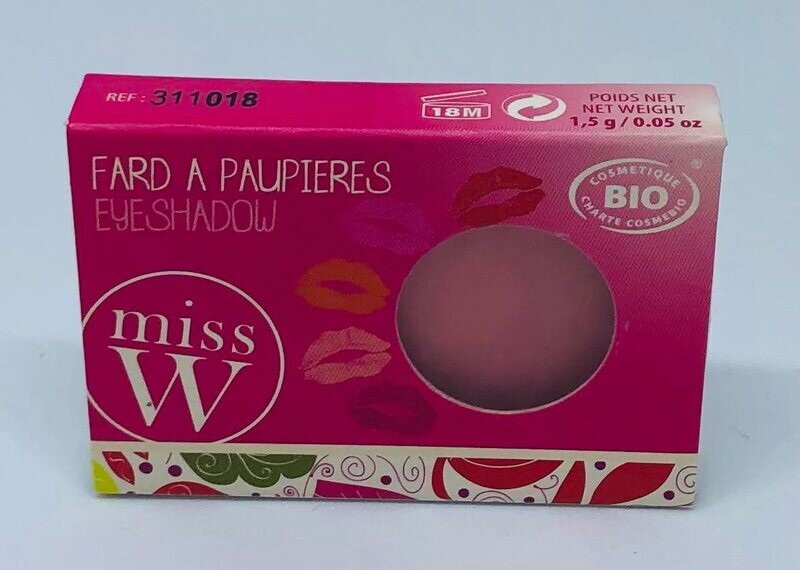 REF : 311018
18M
POIDS NET
NET WEIGHT
1,5 g / 0.05 oz
FARD A PAUPIERES
EYESHADOW
COSMETIQUE
BIO
CHARTE COSMEBIO
®
miss
W